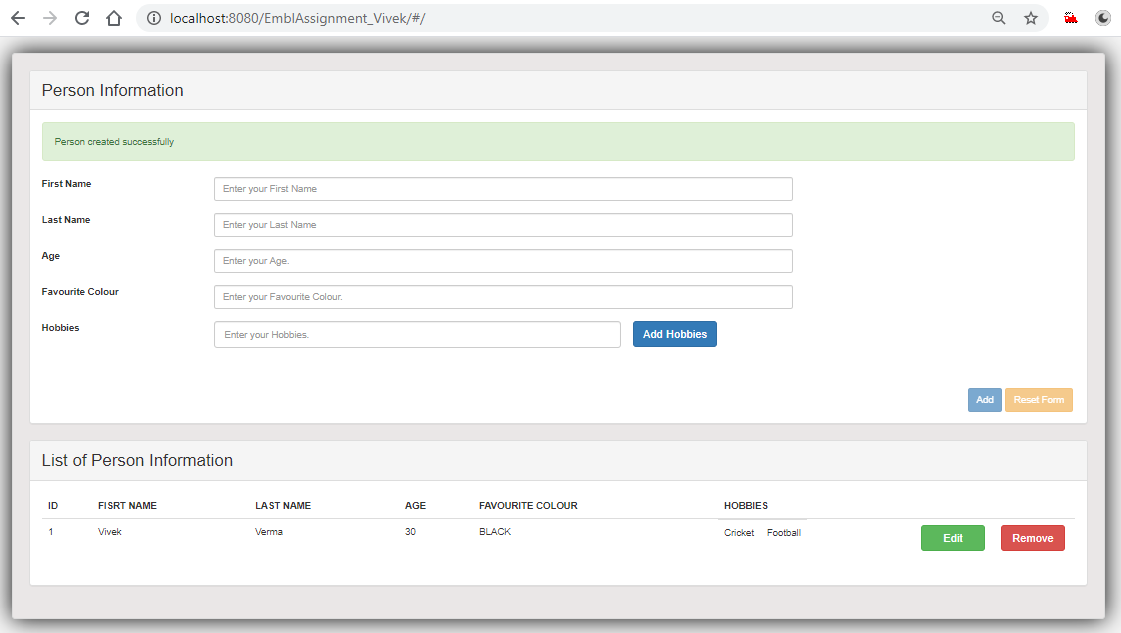 localhost:8080/EmblAssignment_Vivek/#/
Person Information
Person created successfully
First Name Enter your First Name
Last Name Enter your Last Name
Age Enter your Age.
Favourite Colour Enter your Favourite Colour.
Hobbies Enter your Hobbies. Add Hobbies
Add Reset Form
List of Person Information
ID FISRT NAME LAST NAME AGE FAVOURITE COLOUR HOBBIES
1 Vivek Verma 30 BLACK Cricket Football Edit Remove